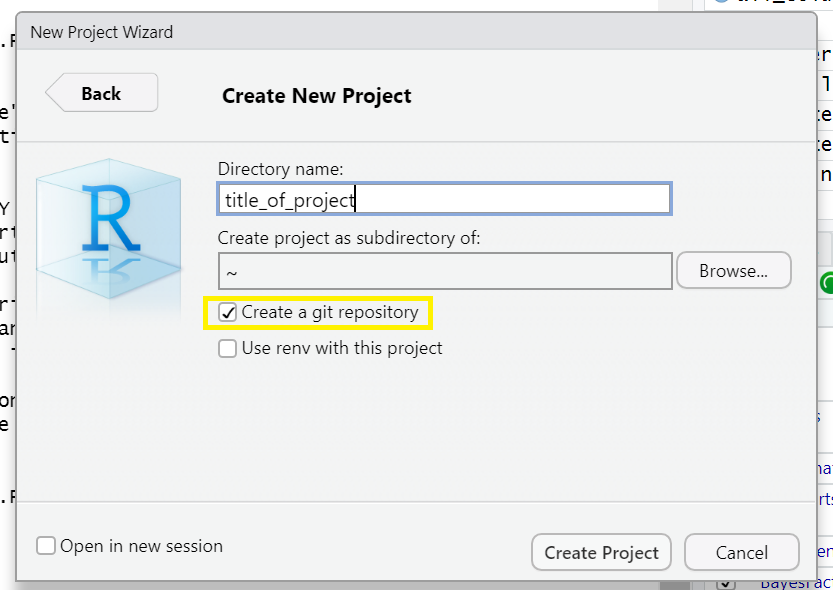 New Project Wizard
Back
Create New Project
R
Directory name:
title_of_project
Create project as subdirectory of:
~
Browse...
Create a git repository
Use renv with this project
Open in new session
Create Project
Cancel